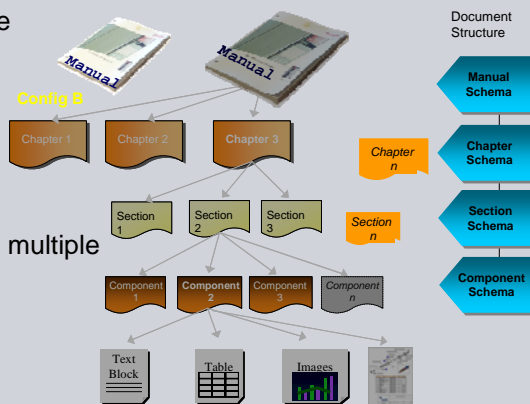 e
Document
Structure
Manual
Manual
Config B
Manual
Schema
Chapter 1
Chapter 2
Chapter 3
Chapter
n
Chapter
Schema
Section
1
Section
2
Section
3
Section
n
Section
Schema
multiple
Component
1
Component
2
Component
3
Component
n
Component
Schema
Text
Block
Table
Images